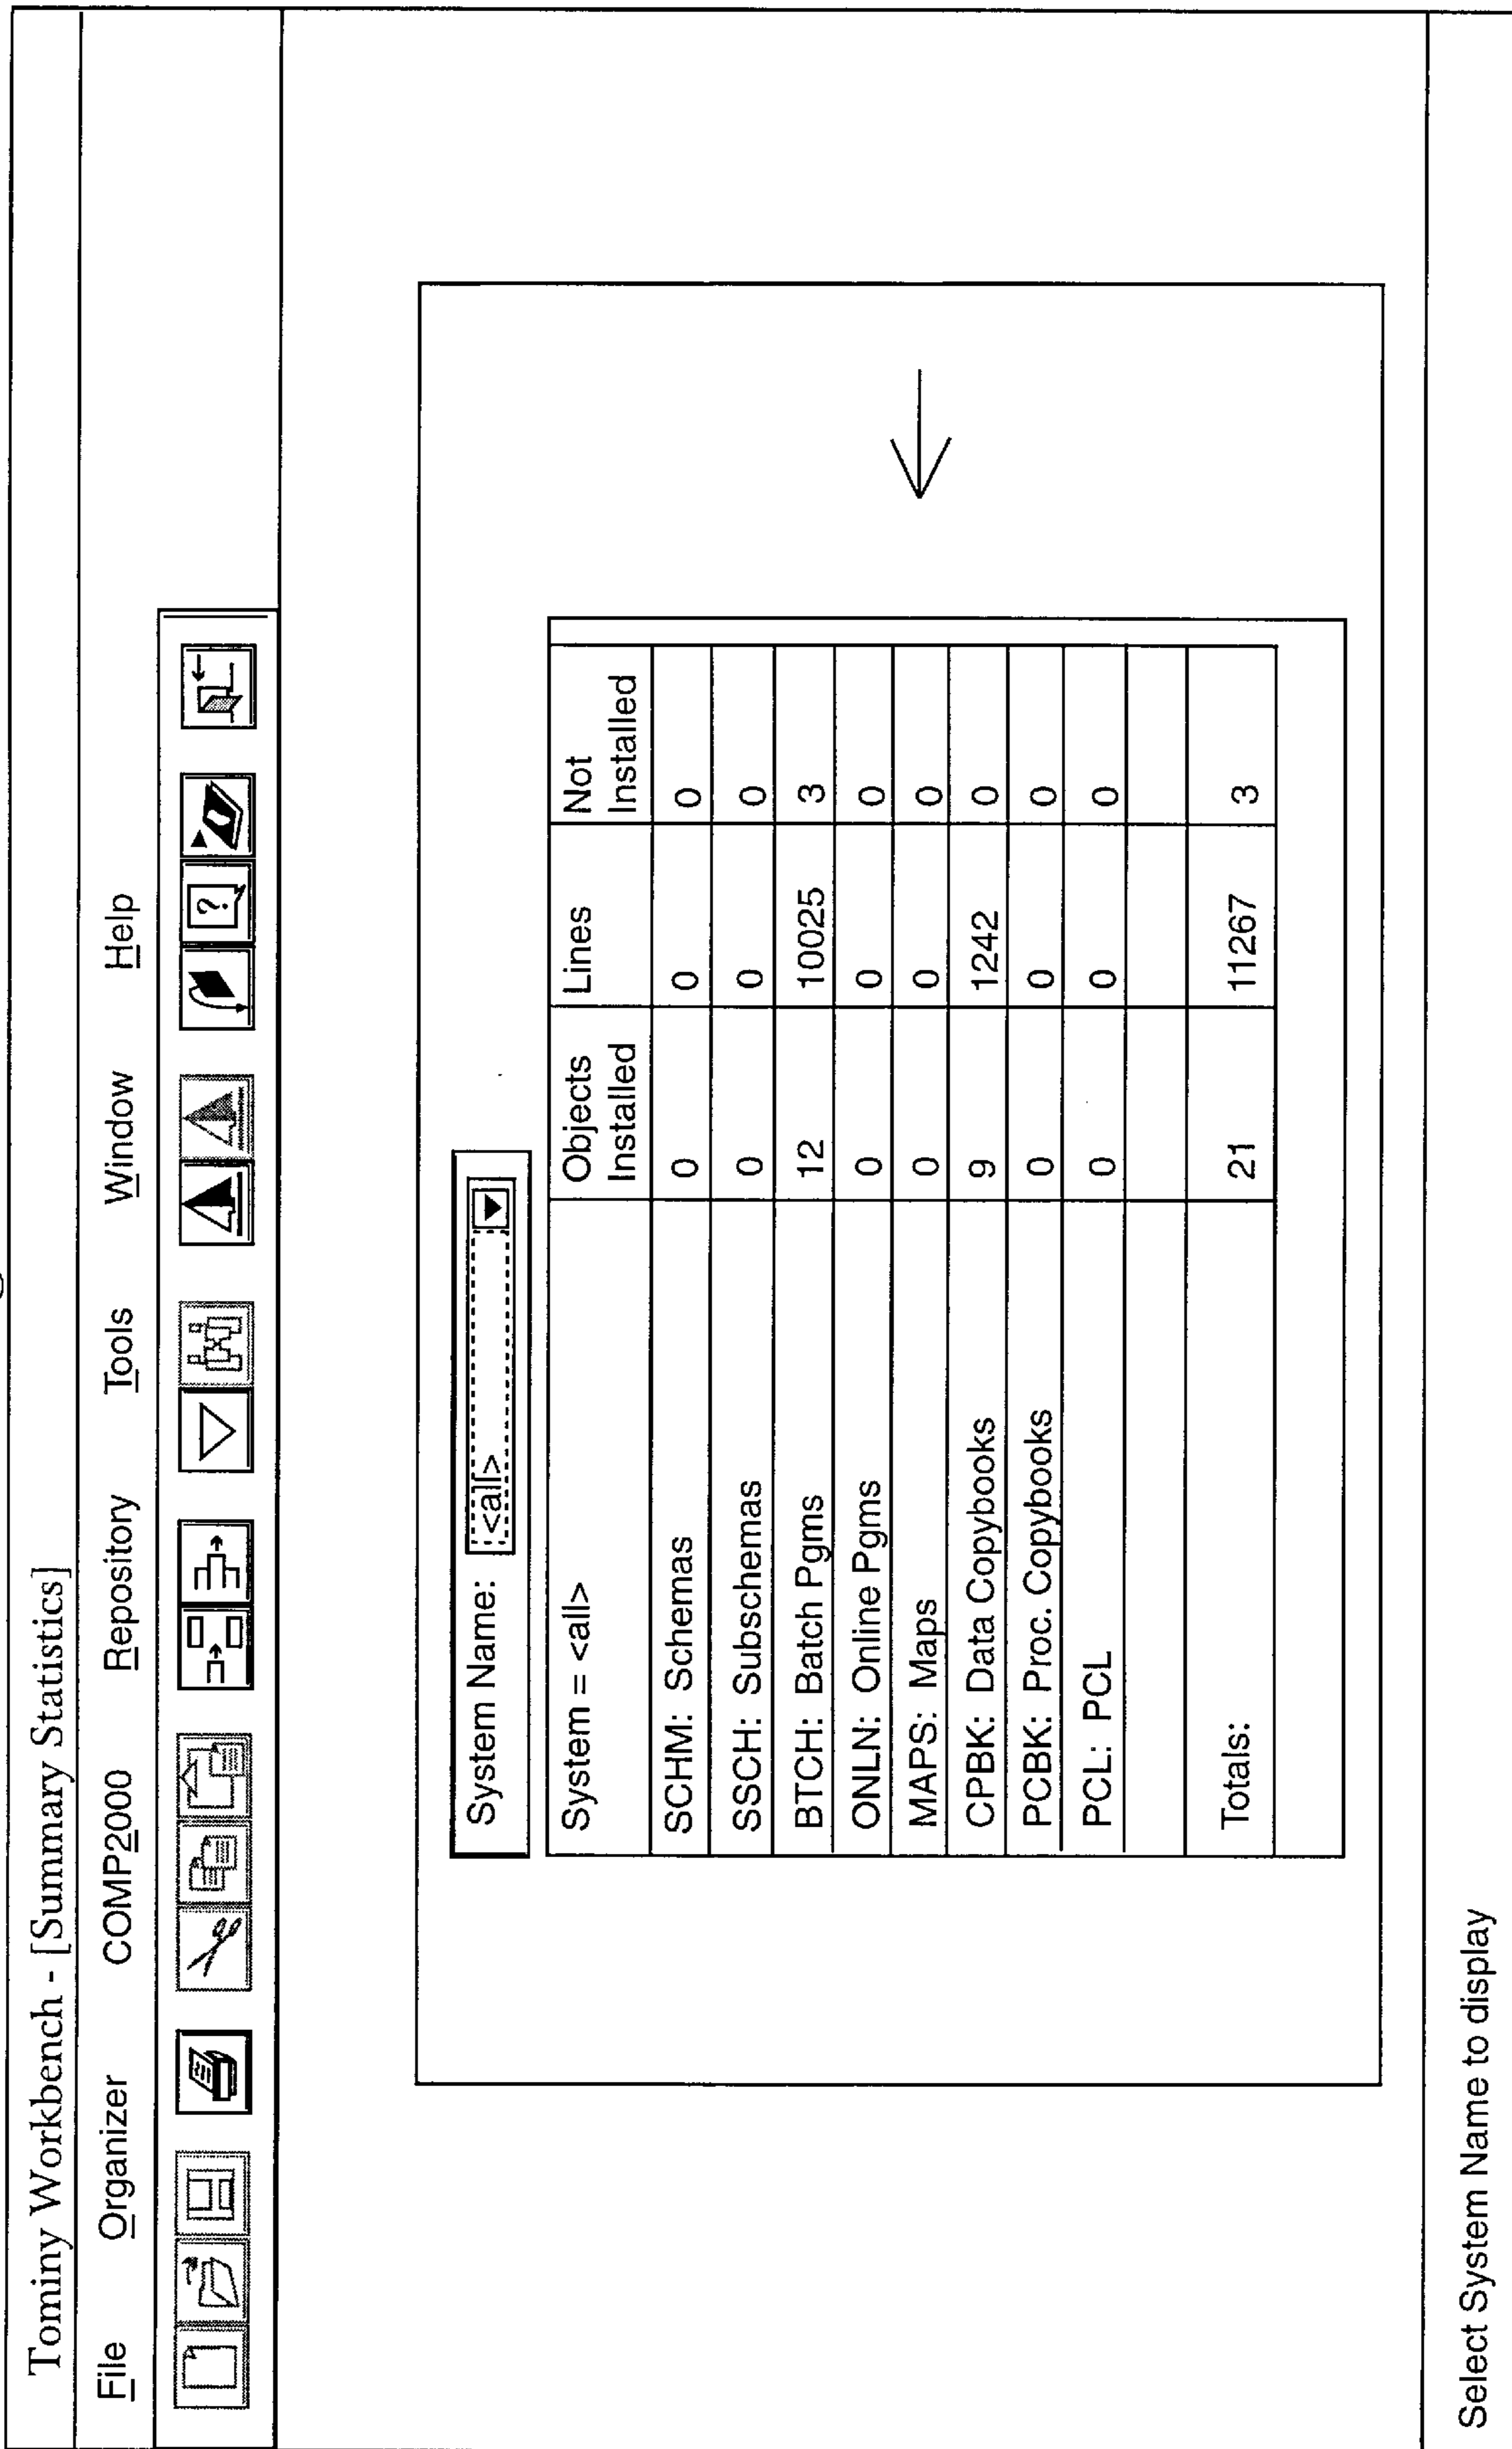 Tominy Workbench - [Summary Statistics]
File Organizer COMP2000 Repository Tools Window Help
?
System Name: <all>
System = <all> Objects Installed Lines Not Installed
SCHM: Schemas 0 0 0
SSCH: Subschemas 0 0 0
BTCH: Batch Pgms 12 10025 3
ONLN: Online Pgms 0 0 0
MAPS: Maps 0 0 0
CPBK: Data Copybooks 9 1242 0
PCBK: Proc. Copybooks 0 0 0
PCL: PCL 0 0 0
Totals: 21 11267 3
Select System Name to display